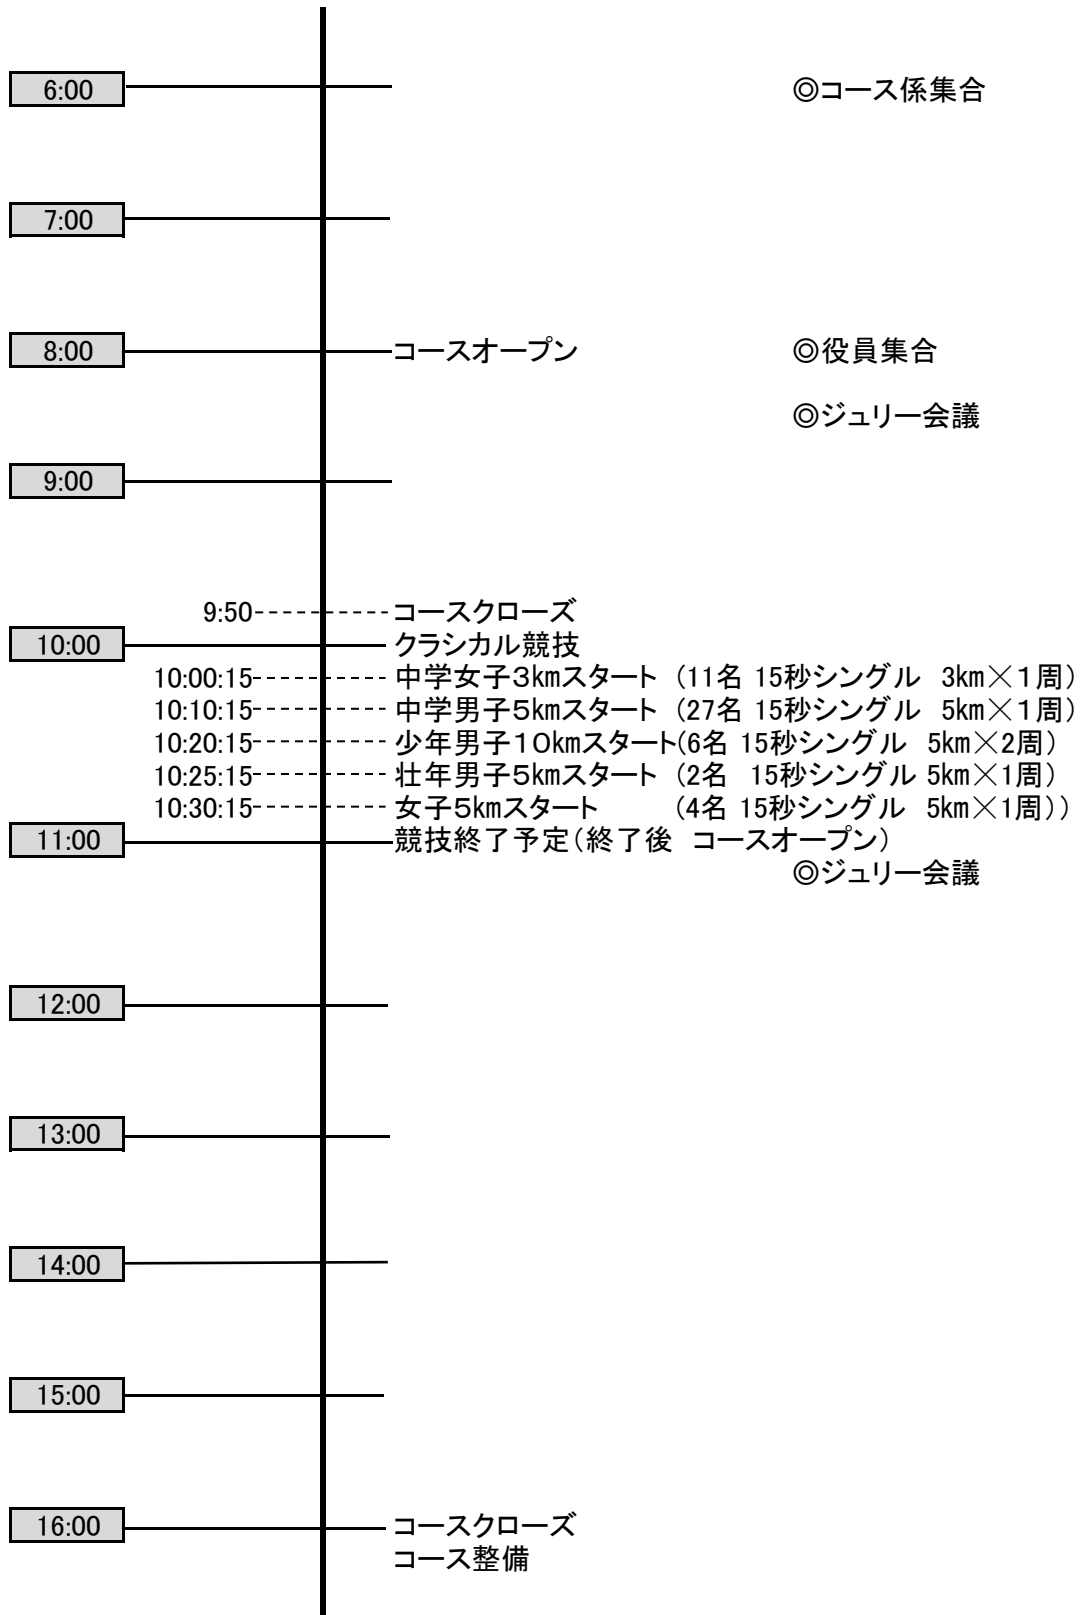 6:00 ◎コース係集合
7:00
8:00 コースオープン ◎役員集合
◎ジュリー会議
9:00
9:50 コースクローズ
10:00 クラシカル競技
10:00:15 中学女子3kmスタート (11名 15秒シングル 3km×1周)
10:10:15 中学男子5kmスタート (27名 15秒シングル 5km×1周)
10:20:15 少年男子10kmスタート(6名 15秒シングル 5km×2周)
10:25:15 壮年男子5kmスタート (2名 15秒シングル 5km×1周)
10:30:15 女子5kmスタート (4名 15秒シングル 5km×1周))
11:00 競技終了予定(終了後 コースオープン)
◎ジュリー会議
12:00
13:00
14:00
15:00
16:00 コースクローズ
コース整備